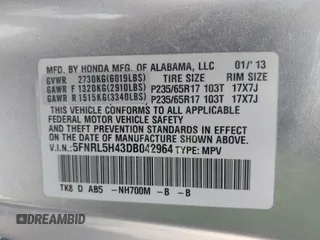 MFD. BY HONDA MFG. OF ALABAMA, LLC 01/'13
GVWR 2730KG(6019LBS) TIRE SIZE RIM SIZE
GAWR F 1320KG(2910LBS) P235/65R17 103T 17X7J
GAWR R 1515KG(3340LBS) P235/65R17 103T 17X7J
THIS VEHICLE CONFORMS TO ALL APPLICABLE
FEDERAL MOTOR VEHICLE SAFETY AND THEFT
PREVENTION STANDARDS IN EFFECT ON THE DATE
OF MANUFACTURE SHOWN ABOVE.
V.I.N.: 5FNRL5H43DB042964 TYPE: MPV
TK8 D AB5 -NH700M -B -B